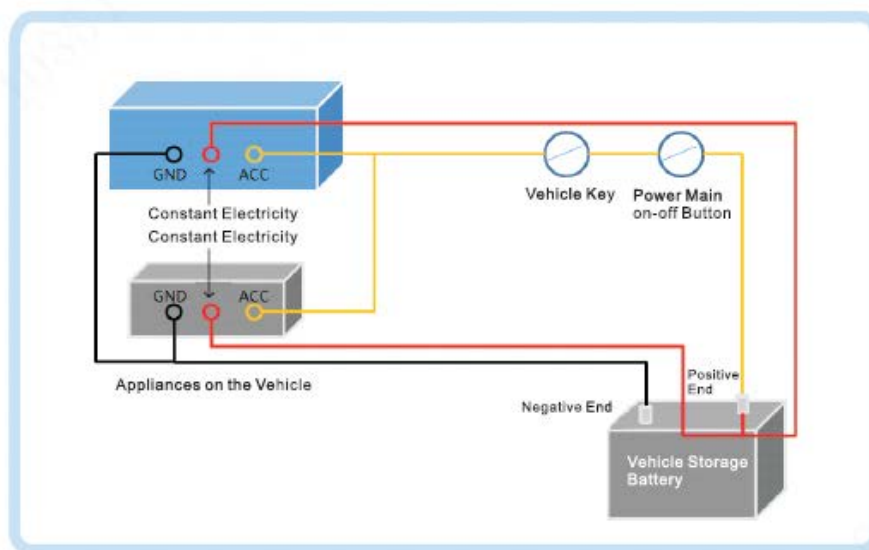 GND
ACC
Constant Electricity
Constant Electricity
GND
ACC
Appliances on the Vehicle
Vehicle Key
Power Main
on-off Button
Negative End
Positive
End
Vehicle Storage
Battery